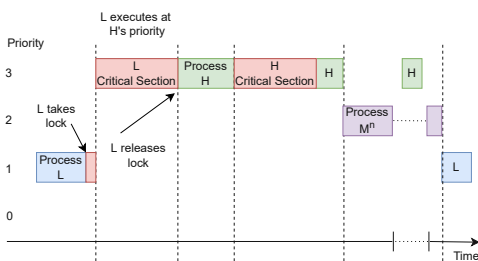 L executes at
H's priority
Priority
3
L
Critical Section
Process
H
H
Critical Section
H
H
L takes
lock
2
Process
Mⁿ
L releases
lock
1
Process
L
L
0
Time